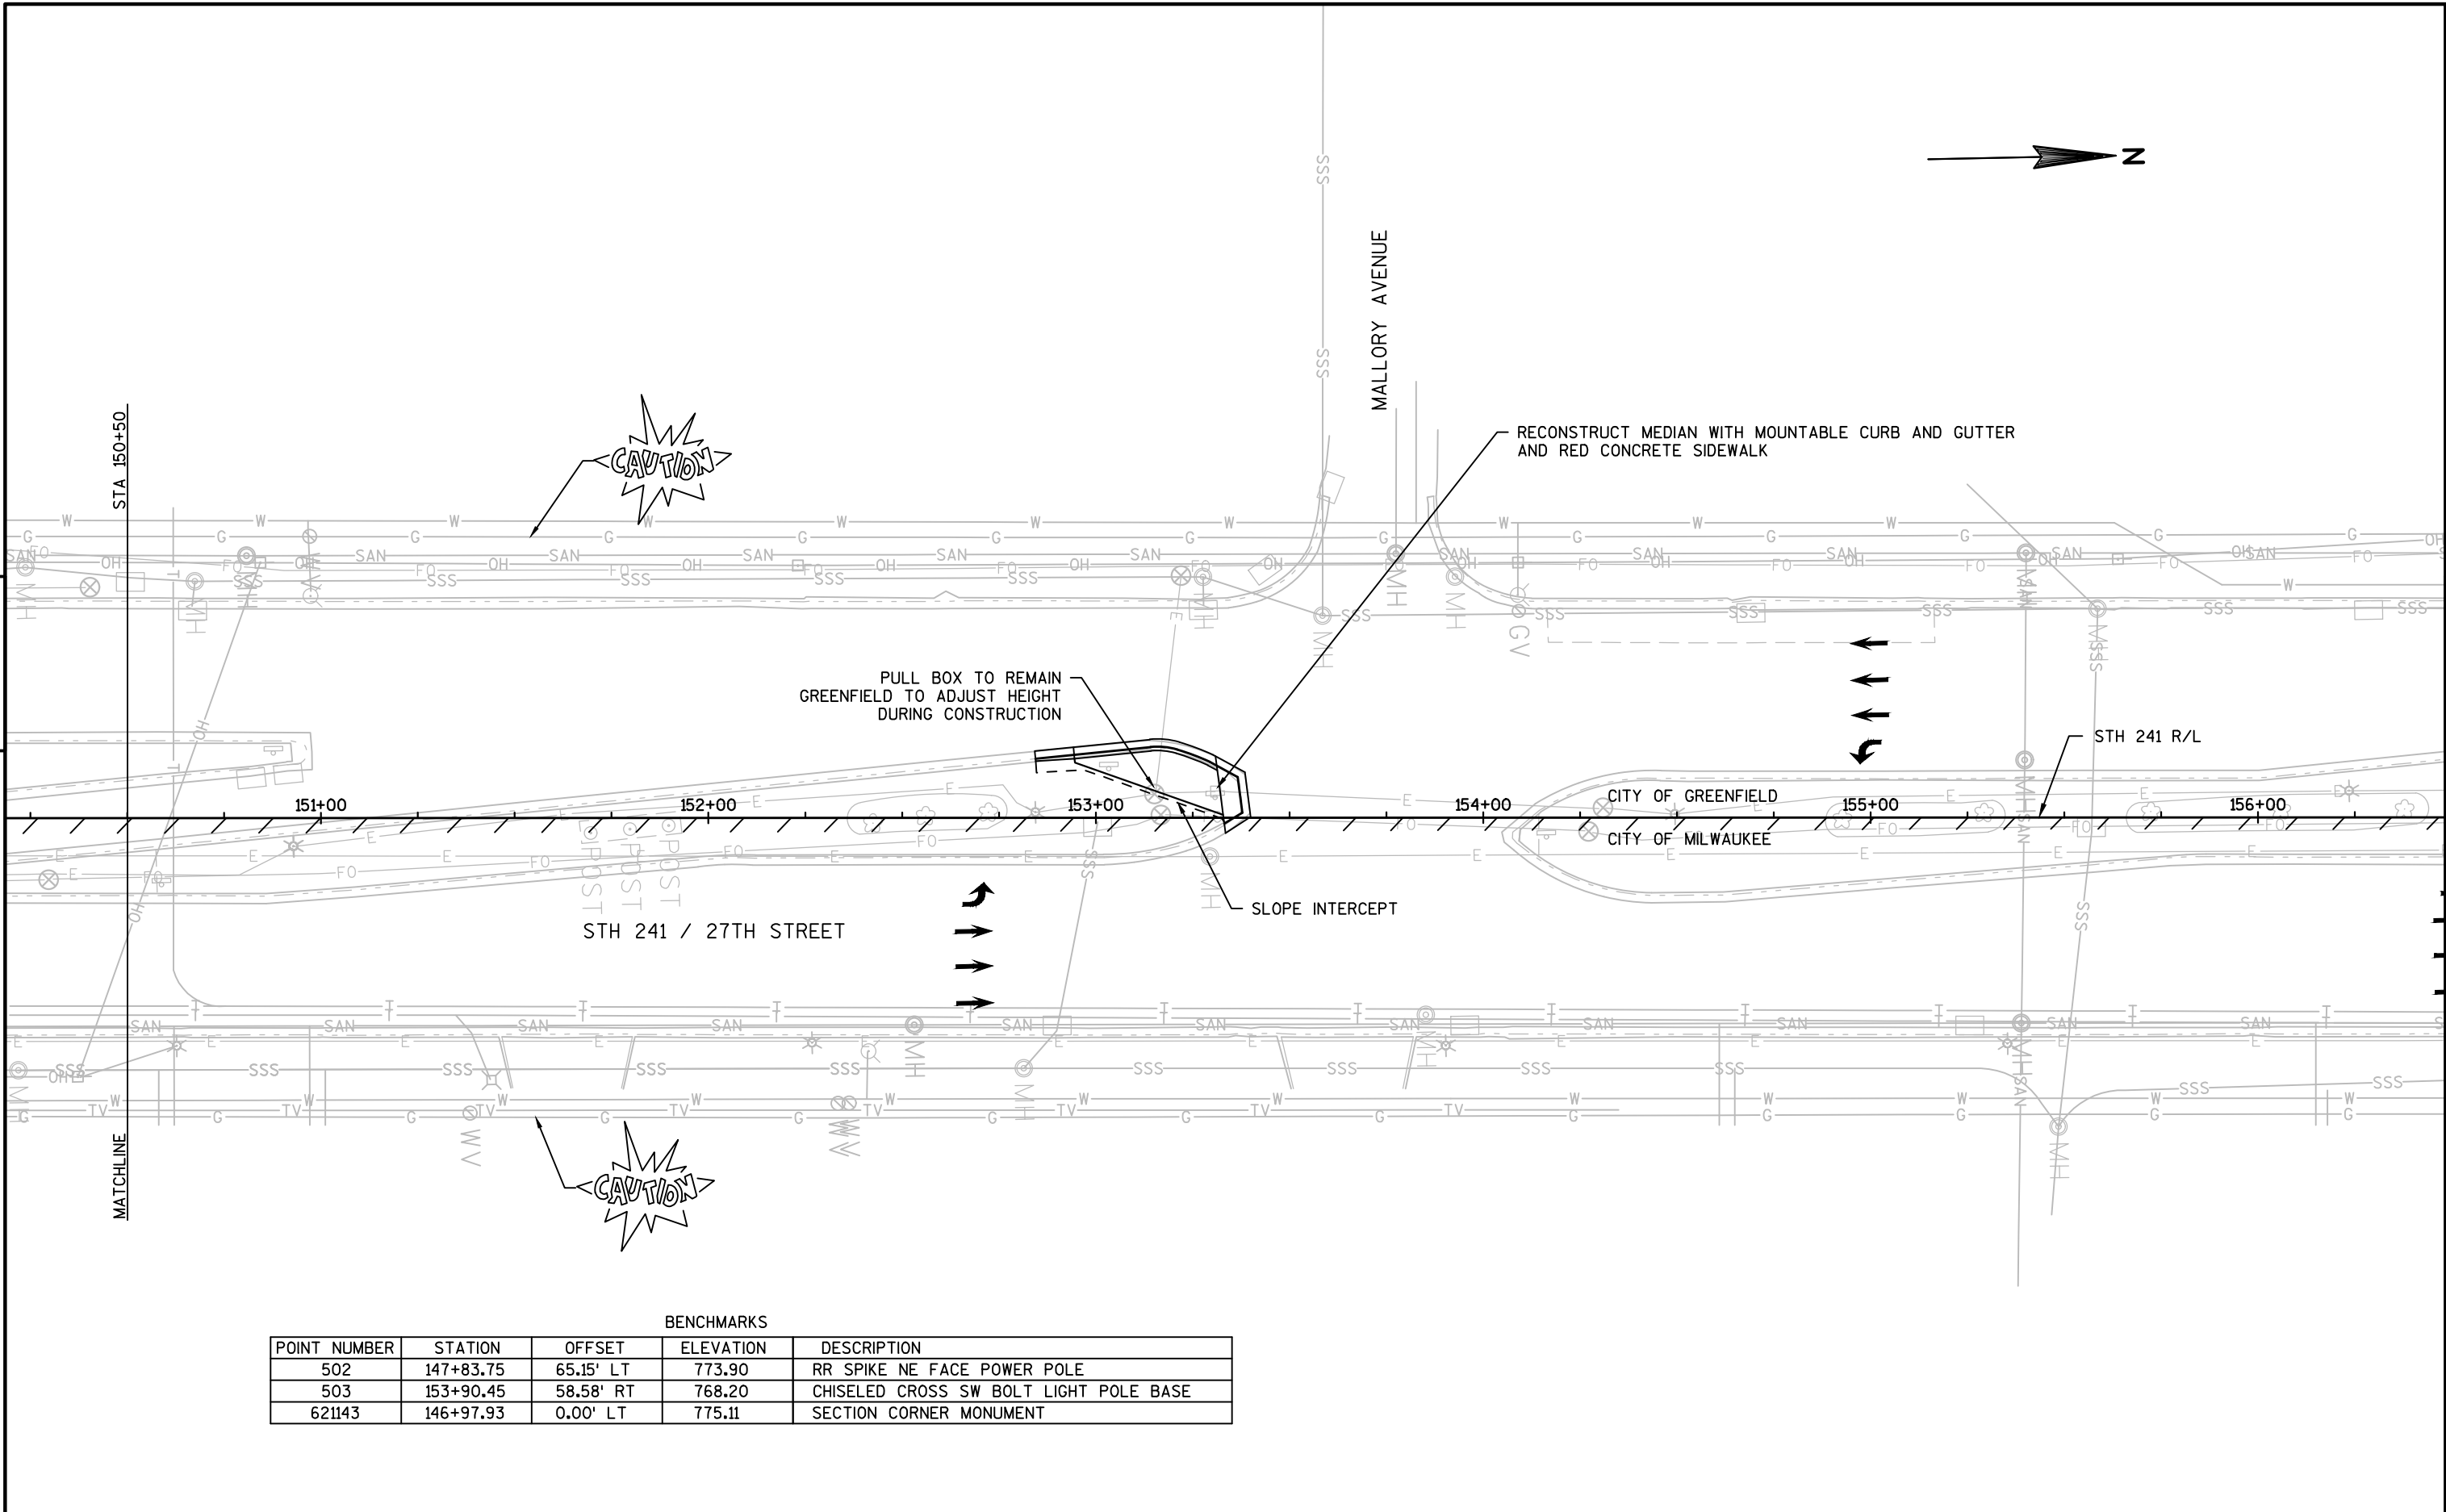 N
MALLORY AVENUE
STA 150+50
CAUTION
RECONSTRUCT MEDIAN WITH MOUNTABLE CURB AND GUTTER
AND RED CONCRETE SIDEWALK
PULL BOX TO REMAIN
GREENFIELD TO ADJUST HEIGHT
DURING CONSTRUCTION
STH 241 R/L
CITY OF GREENFIELD
151+00
152+00
153+00
154+00
155+00
156+00
CITY OF MILWAUKEE
SLOPE INTERCEPT
STH 241 / 27TH STREET
MATCHLINE
CAUTION
BENCHMARKS
POINT NUMBER STATION OFFSET ELEVATION DESCRIPTION
502 147+83.75 65.15' LT 773.90 RR SPIKE NE FACE POWER POLE
503 153+90.45 58.58' RT 768.20 CHISELED CROSS SW BOLT LIGHT POLE BASE
621143 146+97.93 0.00' LT 775.11 SECTION CORNER MONUMENT